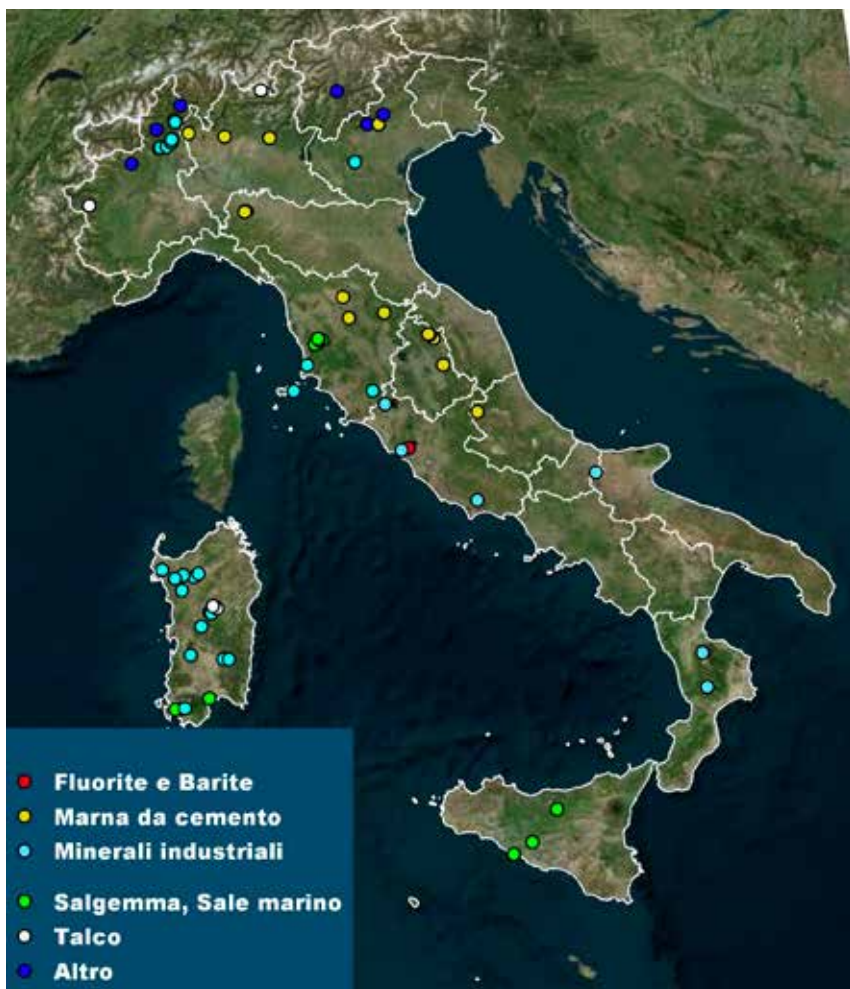 Fluorite e Barite
Marna da cemento
Minerali industriali
Salgemma, Sale marino
Talco
Altro